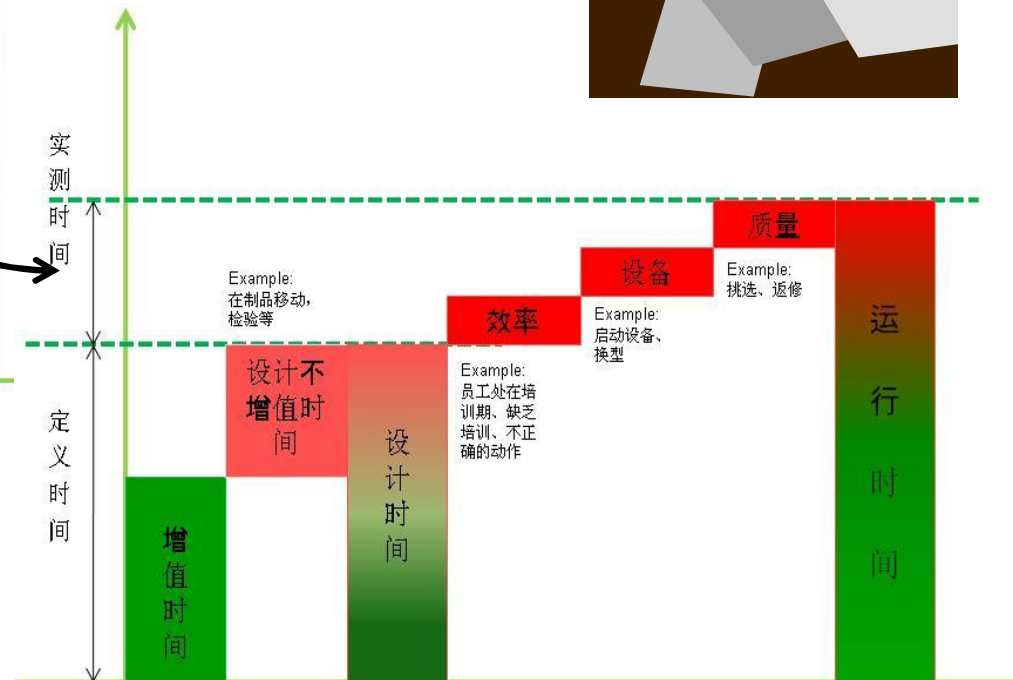 实
测
时
间
定
义
时
间
增
值
时
间
Example:
在制品移动，
检验等
设计不
增值时
间
设
计
时
间
效率
Example:
员工处在培
训期、缺乏
培训、不正
确的动作
设备
Example:
启动设备、
换型
质量
Example:
挑选、返修
运
行
时
间